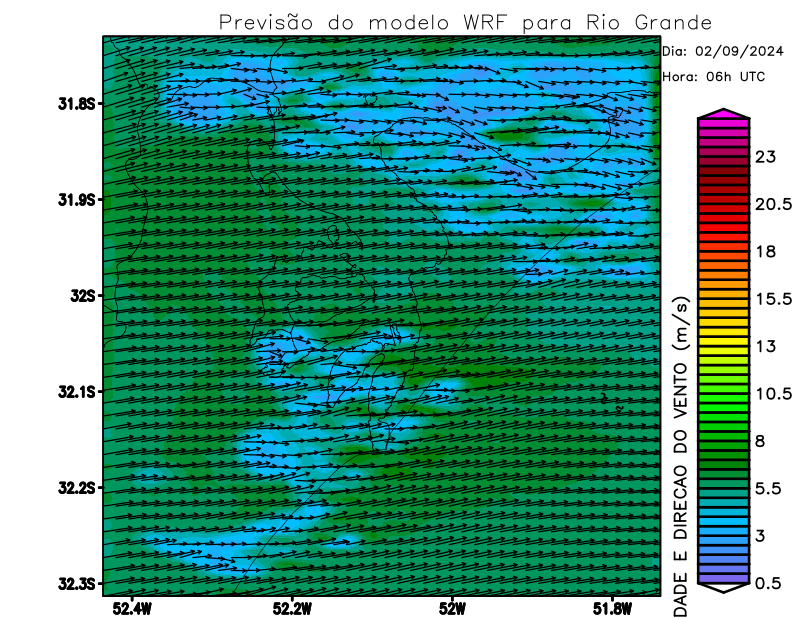 Previsão do modelo WRF para Rio Grande
Dia: 02/09/2024
Hora: 06h UTC
31.8S
31.9S
32S
32.1S
32.2S
32.3S
52.4W
52.2W
52W
51.8W
23
20.5
18
15.5
13
10.5
8
5.5
3
0.5
DADE E DIRECAO DO VENTO (m/s)